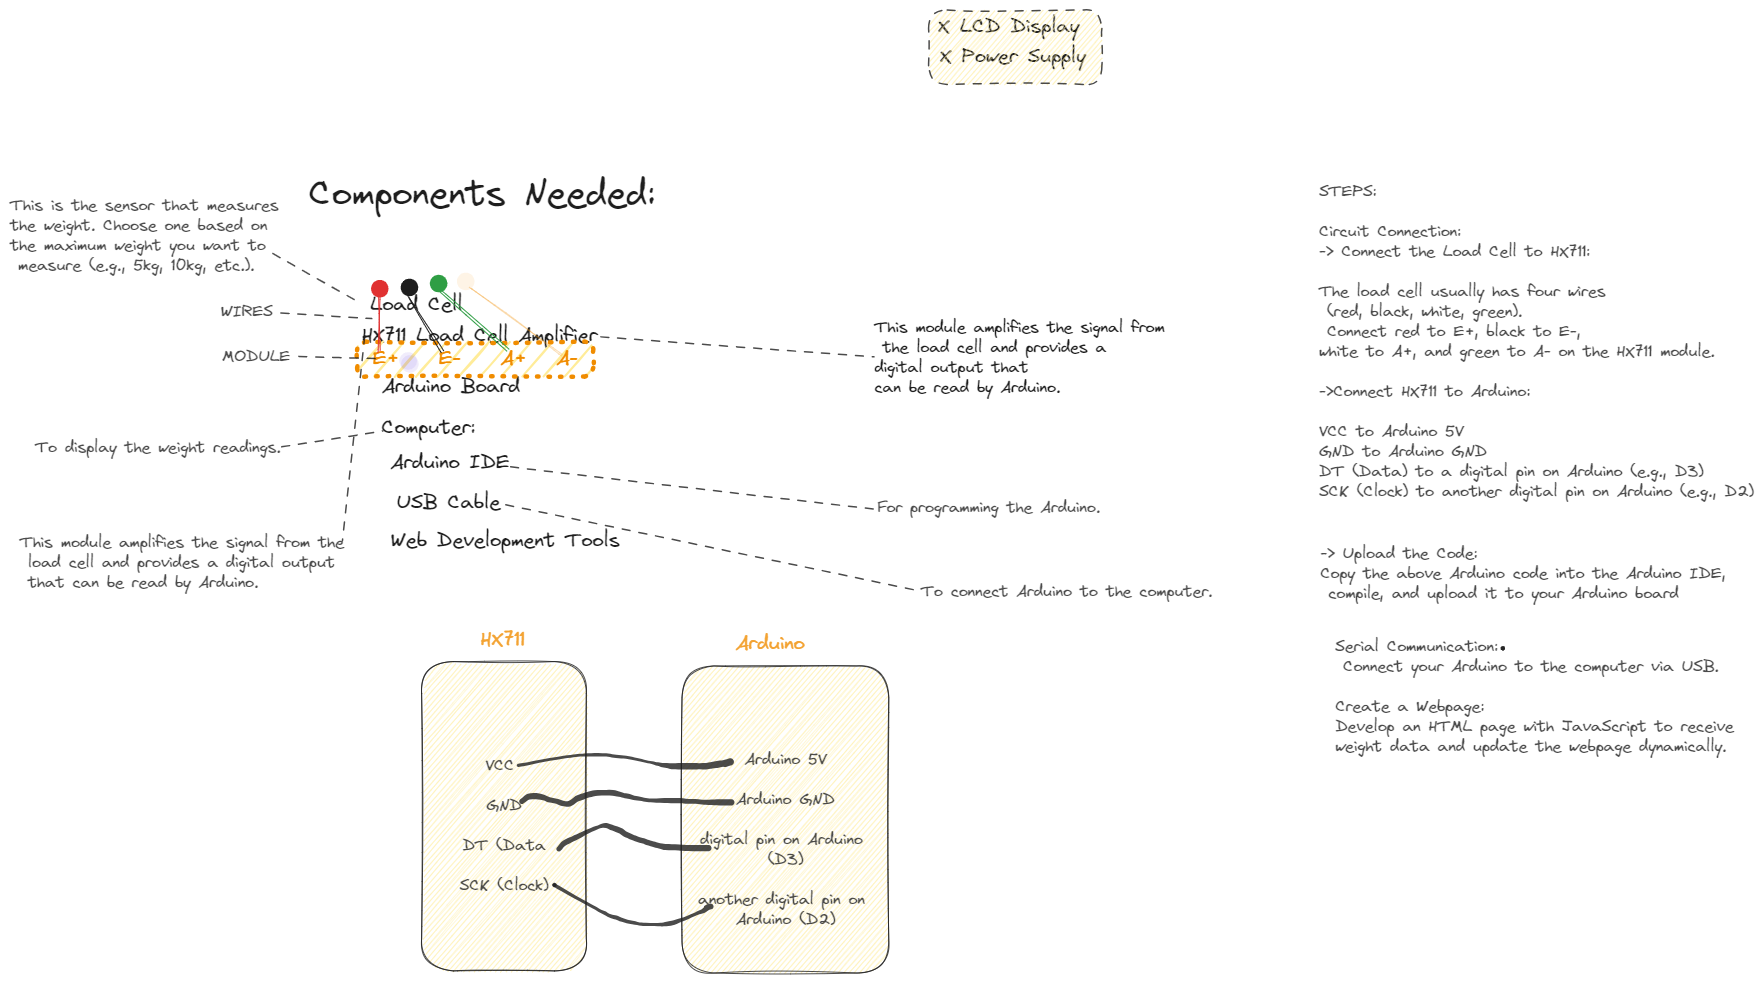 X LCD Display
X Power Supply
Components Needed:
This is the sensor that measures
the weight. Choose one based on
the maximum weight you want to
measure (e.g., 5kg, 10kg, etc.).
WIRES
MODULE
Load Cell
HX711 Load Cell Amplifier
E+ E- A+ A-
Arduino Board
Computer:
Arduino IDE
USB Cable
Web Development Tools
To display the weight readings.
This module amplifies the signal from the
load cell and provides a digital output
that can be read by Arduino.
This module amplifies the signal from
the load cell and provides a
digital output that
can be read by Arduino.
For programming the Arduino.
To connect Arduino to the computer.
HX711
VCC
GND
DT (Data
SCK (Clock)
Arduino
Arduino 5V
Arduino GND
digital pin on Arduino
(D3)
another digital pin on
Arduino (D2)
STEPS:
Circuit Connection:
-> Connect the Load Cell to HX711:
The load cell usually has four wires
(red, black, white, green).
Connect red to E+, black to E-,
white to A+, and green to A- on the HX711 module.
->Connect HX711 to Arduino:
VCC to Arduino 5V
GND to Arduino GND
DT (Data) to a digital pin on Arduino (e.g., D3)
SCK (Clock) to another digital pin on Arduino (e.g., D2)
-> Upload the Code:
Copy the above Arduino code into the Arduino IDE,
compile, and upload it to your Arduino board
Serial Communication:
Connect your Arduino to the computer via USB.
Create a Webpage:
Develop an HTML page with JavaScript to receive
weight data and update the webpage dynamically.